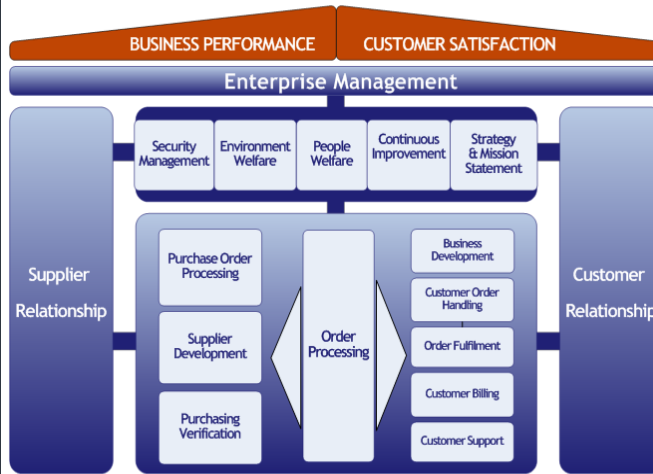 BUSINESS PERFORMANCE
CUSTOMER SATISFACTION
Enterprise Management
Security
Management
Environment
Welfare
People
Welfare
Continuous
Improvement
Strategy
& Mission
Statement
Supplier
Relationship
Purchase Order
Processing
Supplier
Development
Purchasing
Verification
Order
Processing
Business
Development
Customer Order
Handling
Order Fulfilment
Customer Billing
Customer Support
Customer
Relationship